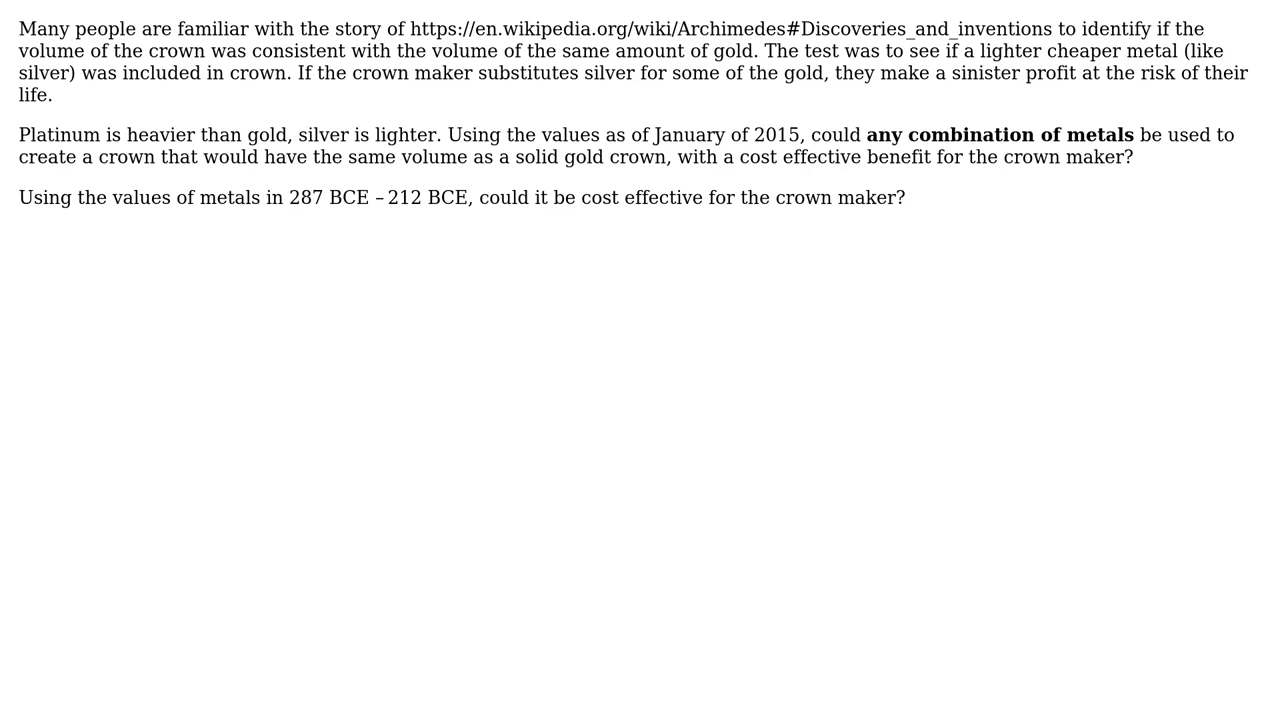 Many people are familiar with the story of https://en.wikipedia.org/wiki/Archimedes#Discoveries_and_inventions to identify if the
volume of the crown was consistent with the volume of the same amount of gold. The test was to see if a lighter cheaper metal (like
silver) was included in crown. If the crown maker substitutes silver for some of the gold, they make a sinister profit at the risk of their
life.
Platinum is heavier than gold, silver is lighter. Using the values as of January of 2015, could any combination of metals be used to
create a crown that would have the same volume as a solid gold crown, with a cost effective benefit for the crown maker?
Using the values of metals in 287 BCE – 212 BCE, could it be cost effective for the crown maker?